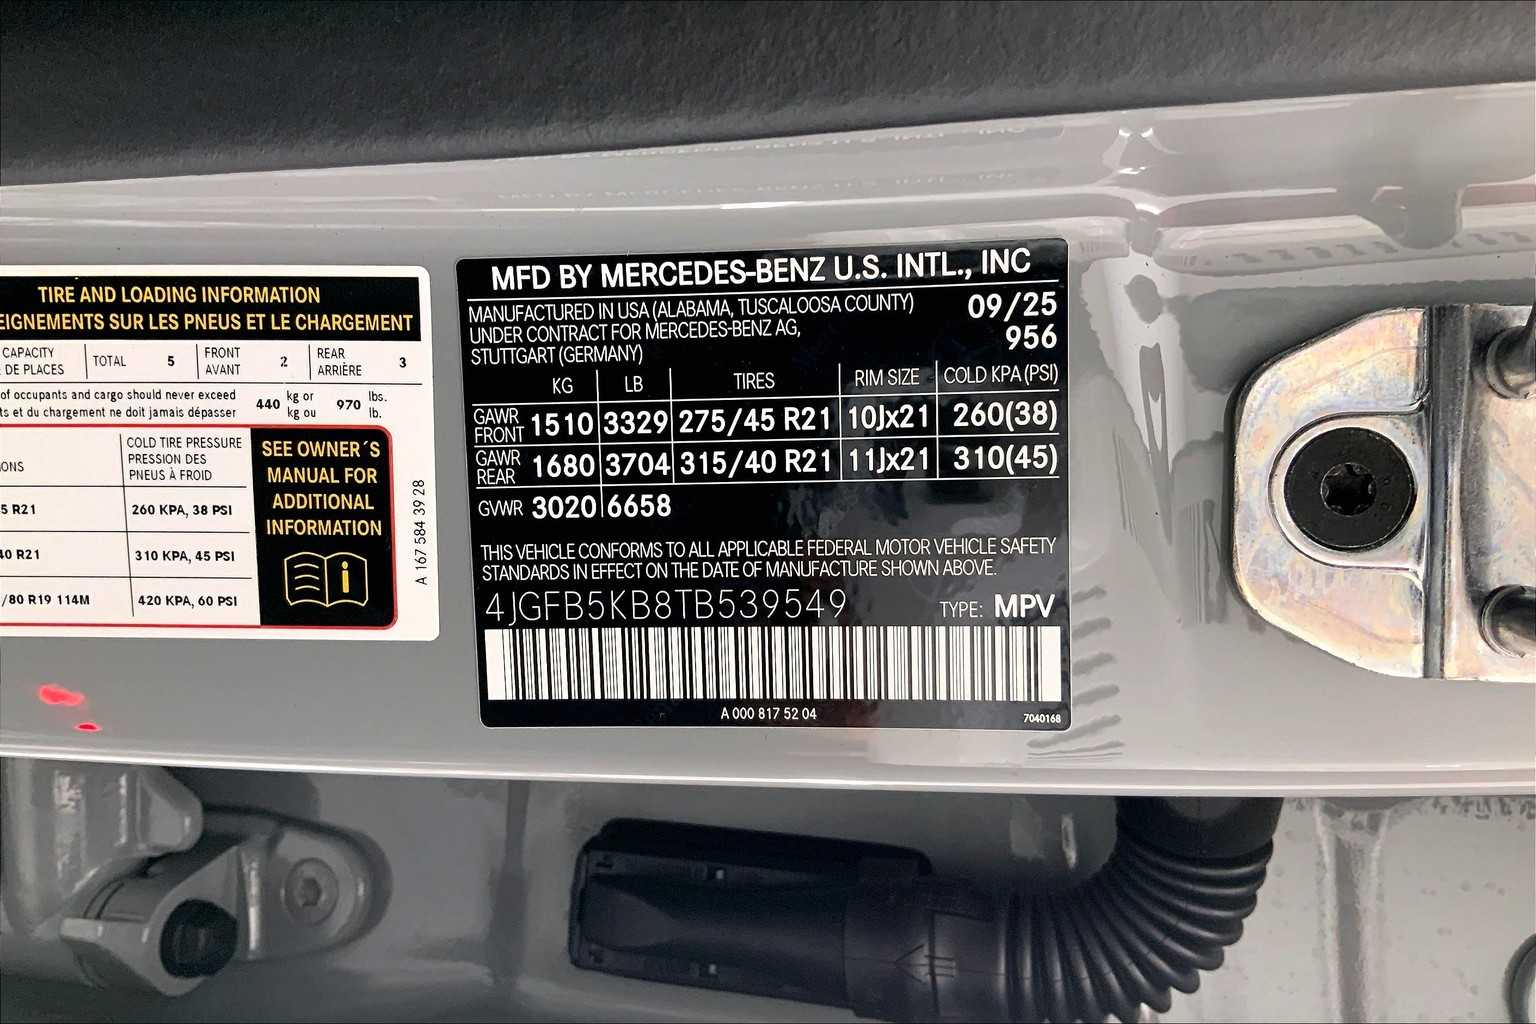 TIRE AND LOADING INFORMATION
EIGNEMENTS SUR LES PNEUS ET LE CHARGEMENT
CAPACITY
DE PLACES
TOTAL 5
FRONT
AVANT
2
REAR
ARRIÈRE
3
of occupants and cargo should never exceed
ts et du chargement ne doit jamais dépasser
440
kg or
kg ou
970
lbs.
lb.
COLD TIRE PRESSURE
PRESSION DES
PNEUS À FROID
ONS
5 R21 260 KPA, 38 PSI
40 R21 310 KPA, 45 PSI
/80 R19 114M 420 KPA, 60 PSI
SEE OWNER´S
MANUAL FOR
ADDITIONAL
INFORMATION
A 167 584 39 28
MFD BY MERCEDES-BENZ U.S. INTL., INC
MANUFACTURED IN USA (ALABAMA, TUSCALOOSA COUNTY) 09/25
UNDER CONTRACT FOR MERCEDES-BENZ AG, 956
STUTTGART (GERMANY)
KG LB TIRES RIM SIZE COLD KPA (PSI)
GAWR FRONT 1510 3329 275/45 R21 10Jx21 260(38)
GAWR REAR 1680 3704 315/40 R21 11Jx21 310(45)
GVWR 3020 6658
THIS VEHICLE CONFORMS TO ALL APPLICABLE FEDERAL MOTOR VEHICLE SAFETY
STANDARDS IN EFFECT ON THE DATE OF MANUFACTURE SHOWN ABOVE.
4JGFB5KB8TB539549 TYPE: MPV
A 000 817 52 04
7040168